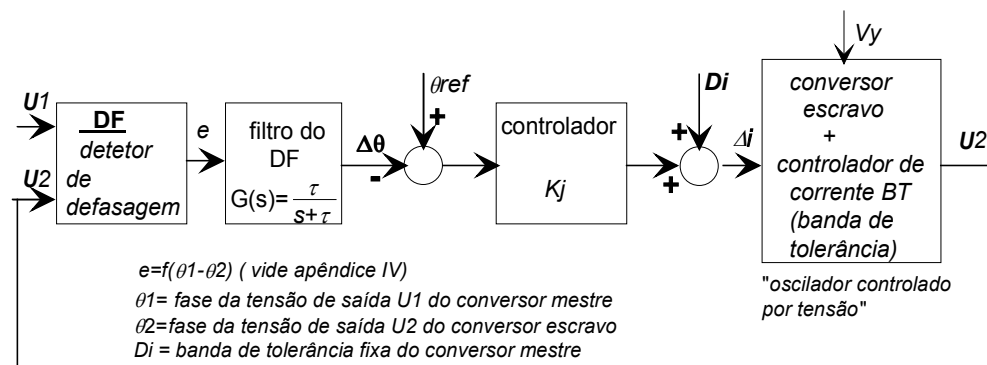 U1
U2
DF
detetor
de
defasagem
e
filtro do
DF
G(s)= τ
s+τ
Δθ
-
θref
+
controlador
Kj
Di
+
+
Δi
Vy
conversor
escravo
+
controlador de
corrente BT
(banda de
tolerância)
U2
"oscilador controlado
por tensão"
e=f(θ1-θ2) ( vide apêndice IV)
θ1= fase da tensão de saída U1 do conversor mestre
θ2=fase da tensão de saída U2 do conversor escravo
Di = banda de tolerância fixa do conversor mestre